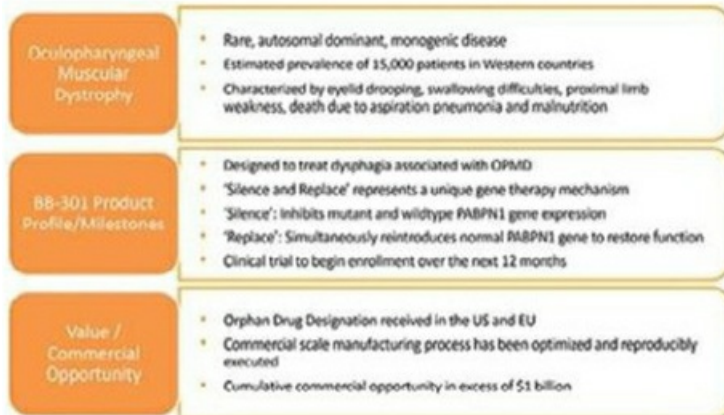 Oculopharyngeal
Muscular
Dystrophy
• Rare, autosomal dominant, monogenic disease
• Estimated prevalence of 15,000 patients in Western countries
• Characterized by eyelid drooping, swallowing difficulties, proximal limb
weakness, death due to aspiration pneumonia and malnutrition
BB-301 Product
Profile/Milestones
• Designed to treat dysphagia associated with OPMD
• 'Silence and Replace' represents a unique gene therapy mechanism
• 'Silence': Inhibits mutant and wildtype PABPN1 gene expression
• 'Replace': Simultaneously reintroduces normal PABPN1 gene to restore function
• Clinical trial to begin enrollment over the next 12 months
Value /
Commercial
Opportunity
• Orphan Drug Designation received in the US and EU
• Commercial scale manufacturing process has been optimized and reproducibly
executed
• Cumulative commercial opportunity in excess of $1 billion